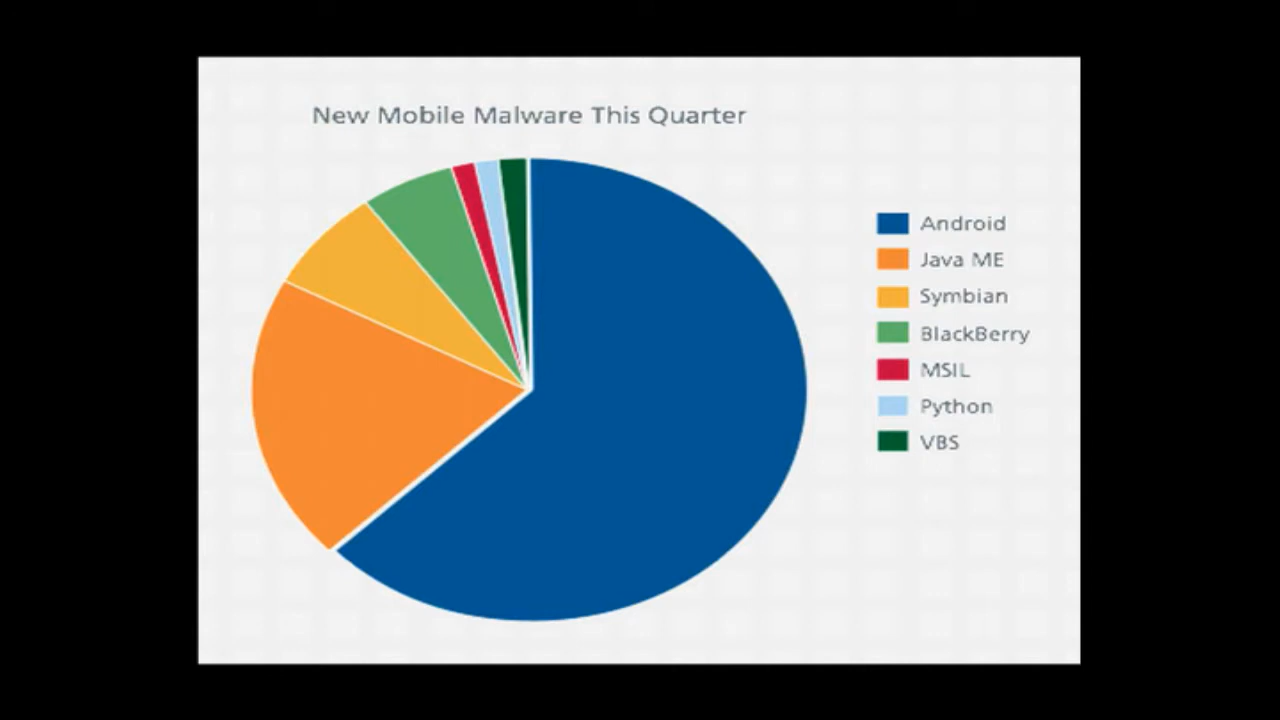 New Mobile Malware This Quarter
Android
Java ME
Symbian
BlackBerry
MSIL
Python
VBS